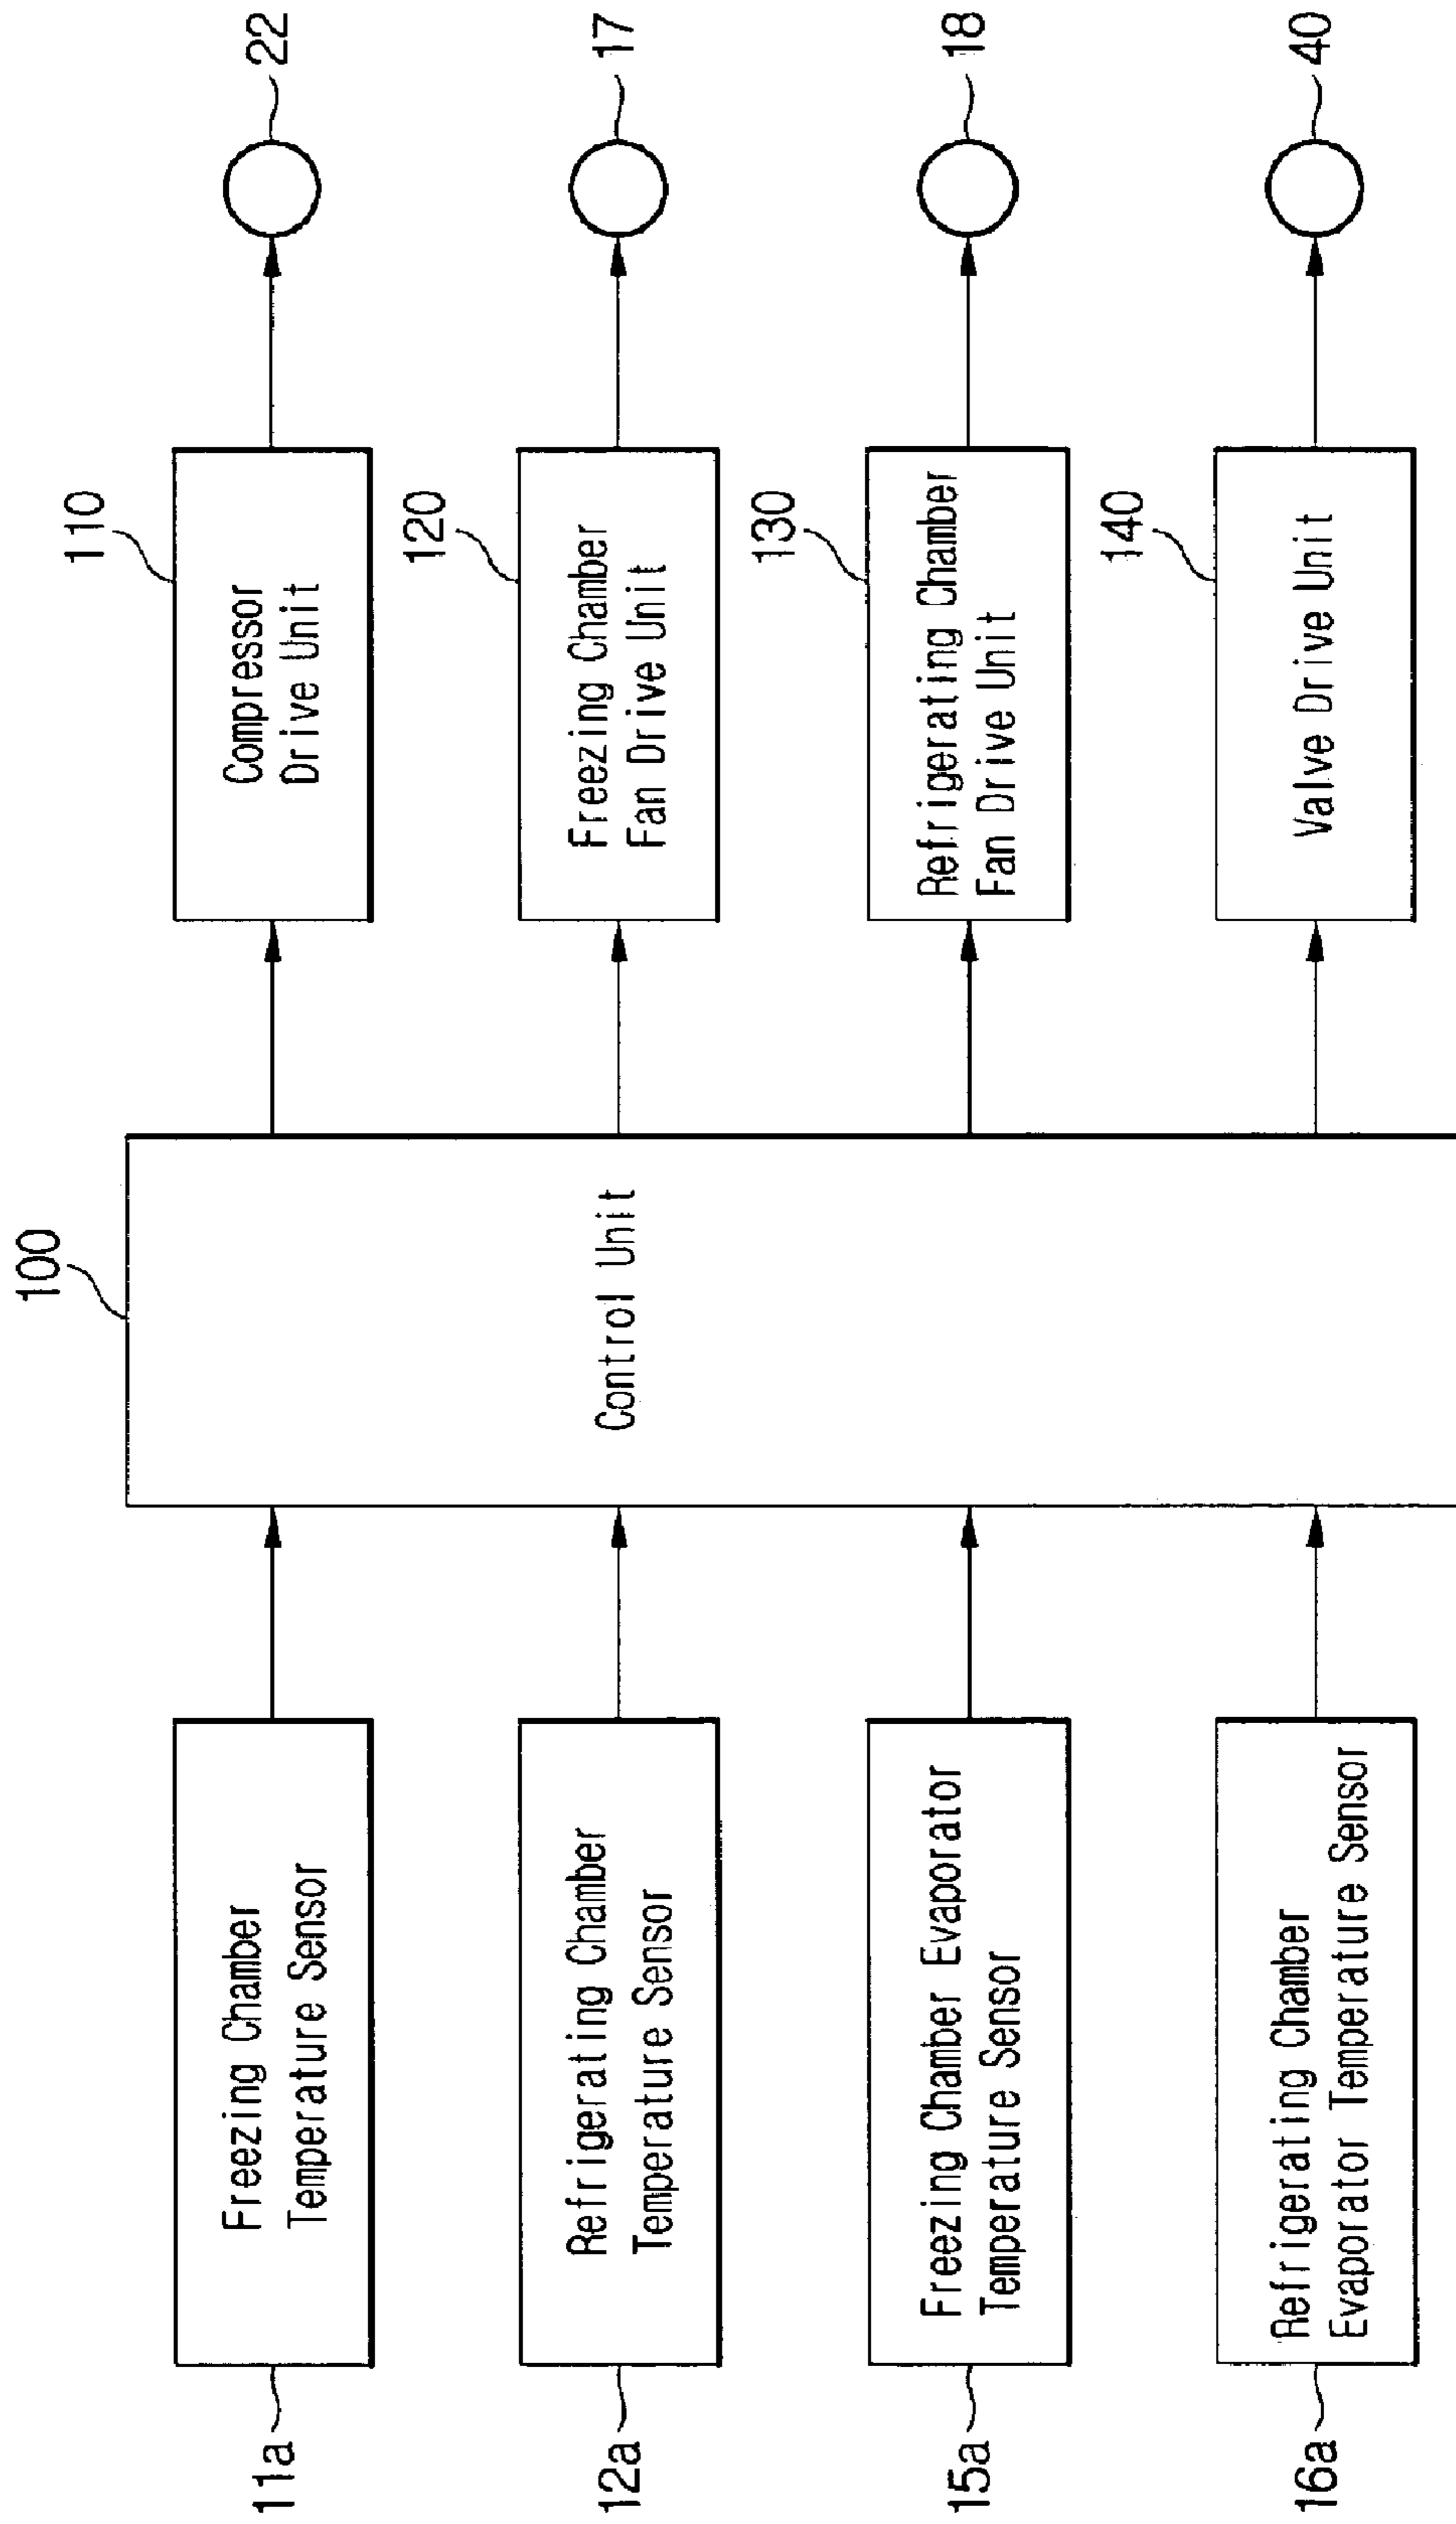 100
11a
Freezing Chamber
Temperature Sensor
12a
Refrigerating Chamber
Temperature Sensor
15a
Freezing Chamber Evaporator
Temperature Sensor
16a
Refrigerating Chamber
Evaporator Temperature Sensor
Control Unit
110
Compressor
Drive Unit
22
120
Freezing Chamber
Fan Drive Unit
17
130
Refrigerating Chamber
Fan Drive Unit
18
140
Valve Drive Unit
40